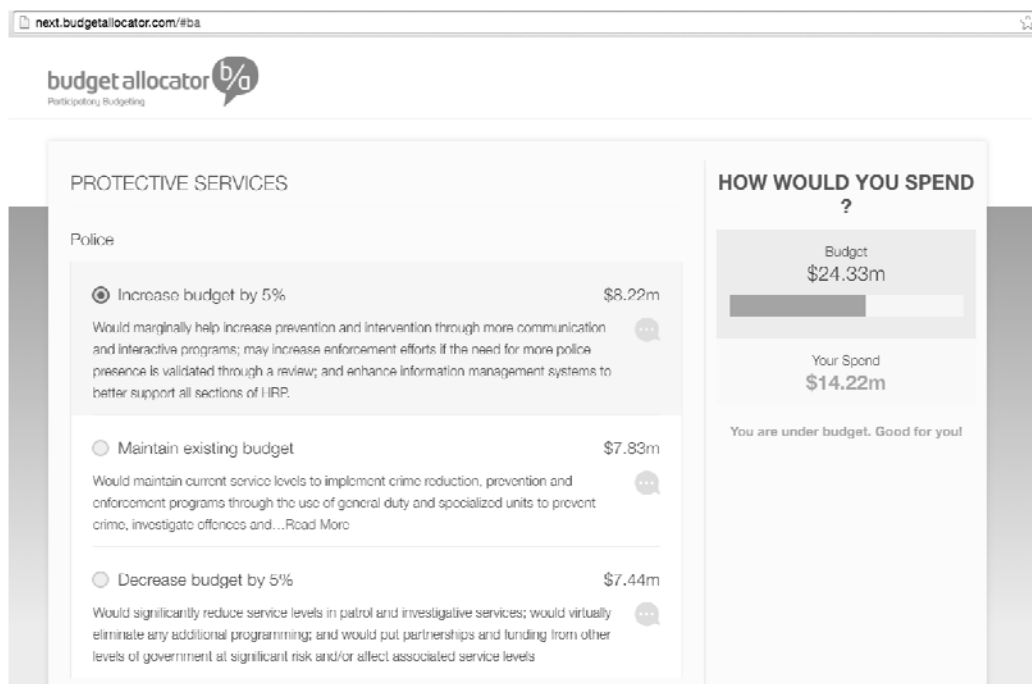 next.budgetallocator.com/#ba
budget allocator b/a
Participatory Budgeting
PROTECTIVE SERVICES
Police
Increase budget by 5% $8.22m
Would marginally help increase prevention and intervention through more communication
and interactive programs; may increase enforcement efforts if the need for more police
presence is validated through a review; and enhance information management systems to
better support all sections of HRP.
Maintain existing budget $7.83m
Would maintain current service levels to implement crime reduction, prevention and
enforcement programs through the use of general duty and specialized units to prevent
crime, investigate offences and...Read More
Decrease budget by 5% $7.44m
Would significantly reduce service levels in patrol and investigative services; would virtually
eliminate any additional programming; and would put partnerships and funding from other
levels of government at significant risk and/or affect associated service levels
HOW WOULD YOU SPEND
?
Budget
$24.33m
Your Spend
$14.22m
You are under budget. Good for you!